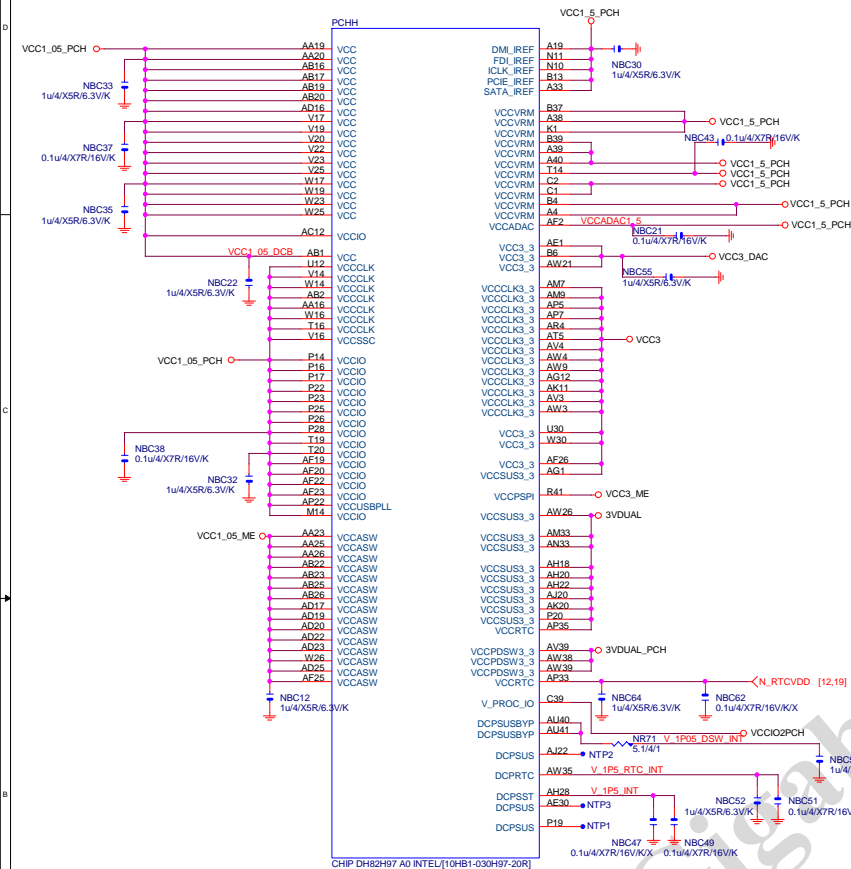 VCC1_5_PCH
PCHH
D
VCC1_05_PCH
AA19 VCC
AA20 VCC
AB16 VCC
AB17 VCC
AB19 VCC
AB20 VCC
AD16 VCC
V17 VCC
V19 VCC
V20 VCC
V22 VCC
V23 VCC
V25 VCC
W17 VCC
W19 VCC
W23 VCC
W25 VCC
AC12 VCCIO
VCC1_05_DCB AB1 VCC
U12 VCCCLK
V14 VCCCLK
W14 VCCCLK
AB2 VCCCLK
AA16 VCCCLK
W16 VCCCLK
T16 VCCCLK
V16 VCCSSC
NBC33
1u/4/X5R/6.3V/K
NBC37
0.1u/4/X7R/16V/K
NBC35
1u/4/X5R/6.3V/K
NBC22
1u/4/X5R/6.3V/K
C
VCC1_05_PCH
P14 VCCIO
P16 VCCIO
P17 VCCIO
P22 VCCIO
P23 VCCIO
P25 VCCIO
P26 VCCIO
P28 VCCIO
T19 VCCIO
T20 VCCIO
AF19 VCCIO
AF20 VCCIO
AF22 VCCIO
AF23 VCCIO
AP22 VCCUSBPLL
M14 VCCIO
NBC38
0.1u/4/X7R/16V/K
NBC32
1u/4/X5R/6.3V/K
VCC1_05_ME
AA23 VCCASW
AA25 VCCASW
AA26 VCCASW
AB22 VCCASW
AB23 VCCASW
AB25 VCCASW
AB26 VCCASW
AD17 VCCASW
AD19 VCCASW
AD20 VCCASW
AD22 VCCASW
AD23 VCCASW
W26 VCCASW
AD25 VCCASW
AF25 VCCASW
NBC12
1u/4/X5R/6.3V/K
B
DMI_IREF A19
FDI_IREF N11
ICLK_IREF N10
PCIE_IREF B13
SATA_IREF A33
NBC30
1u/4/X5R/6.3V/K
VCCVRM B37
VCCVRM A38
VCCVRM K1
VCCVRM B39
VCCVRM A39
VCCVRM A40
VCCVRM T14
VCCVRM C2
VCCVRM C1
VCCVRM B4
VCCVRM A4
VCCADAC AF2 VCCADAC1_5
VCC1_5_PCH
NBC43 0.1u/4/X7R/16V/K
VCC1_5_PCH
VCC1_5_PCH
VCC1_5_PCH
VCC1_5_PCH
VCC1_5_PCH
NBC21
0.1u/4/X7R/16V/K
VCC3_3 AE1
VCC3_3 B6
VCC3_3 AW21
VCC3_DAC
NBC55
1u/4/X5R/6.3V/K
VCCCLK3_3 AM7
VCCCLK3_3 AM9
VCCCLK3_3 AP5
VCCCLK3_3 AP7
VCCCLK3_3 AR4
VCCCLK3_3 AT5
VCCCLK3_3 AV4
VCCCLK3_3 AW4
VCCCLK3_3 AW9
VCCCLK3_3 AG12
VCCCLK3_3 AK11
VCCCLK3_3 AV3
VCCCLK3_3 AW3
VCC3
VCC3_3 U30
VCC3_3 W30
VCC3_3 AF26
VCCSUS3_3 AG1
VCCPSPI R41 VCC3_ME
VCCSUS3_3 AW26 3VDUAL
VCCSUS3_3 AM33
VCCSUS3_3 AN33
VCCSUS3_3 AH18
VCCSUS3_3 AH20
VCCSUS3_3 AH22
VCCSUS3_3 AJ20
VCCSUS3_3 AK20
VCCSUS3_3 P20
VCCRTC AP35
VCCPDSW3_3 AV39 3VDUAL_PCH
VCCPDSW3_3 AW38
VCCPDSW3_3 AW39
VCCRTC AP33 N_RTCVDD [12,19]
V_PROC_IO C39
NBC64
1u/4/X5R/6.3V/K
NBC62
0.1u/4/X7R/16V/K/X
VCCIO2PCH
DCPSUSBYP AU40
DCPSUSBYP AU41
NR71 V_1P05_DSW_INT
5.1/4/1
DCPSUS AJ22 NTP2
DCPRTC AW35 V_1P5_RTC_INT
DCPSST AH28 V_1P5_INT
DCPSUS AE30 NTP3
DCPSUS P19 NTP1
NBC52
1u/4/X5R/6.3V/K
NBC51
0.1u/4/X7R/16V
NBC47
0.1u/4/X7R/16V/K/X
NBC49
0.1u/4/X7R/16V/K
CHIP DH82H97 A0 INTEL/[10HB1-030H97-20R]